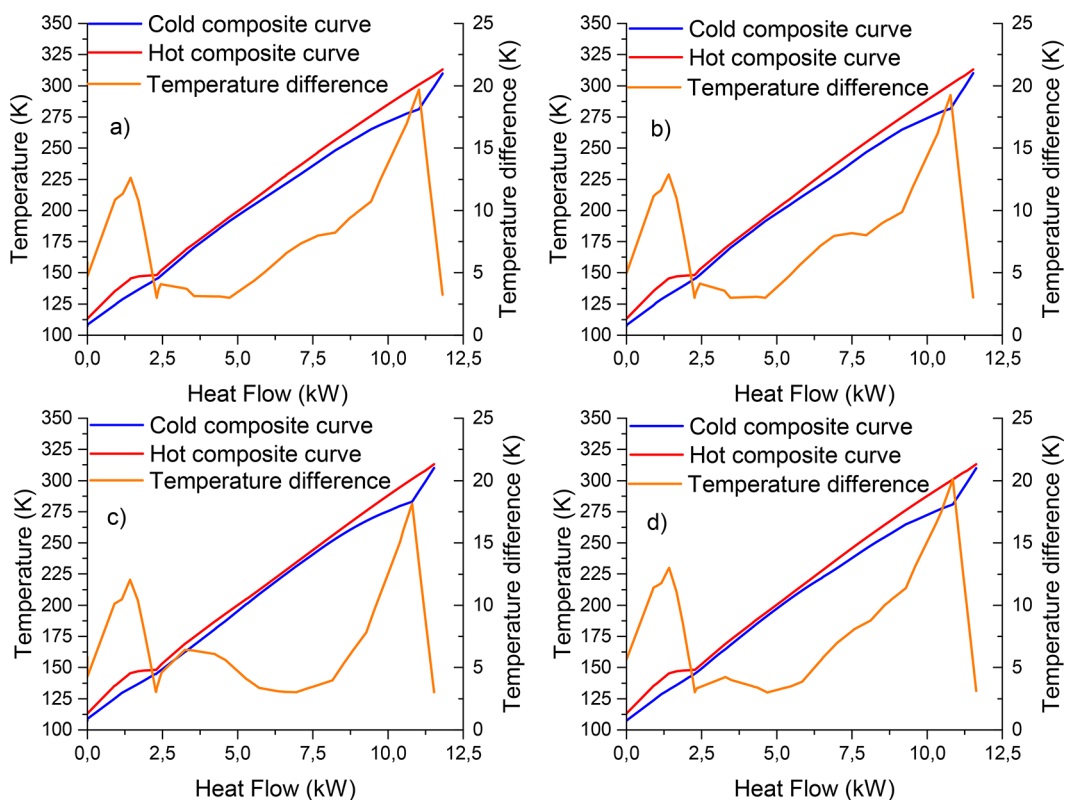 Cold composite curve
Hot composite curve
Temperature difference
a)
350
325
300
275
250
225
200
175
150
125
100
Temperature (K)
25
20
15
10
5
0
Temperature difference (K)
0,0 2,5 5,0 7,5 10,0 12,5
Heat Flow (kW)
Cold composite curve
Hot composite curve
Temperature difference
b)
350
325
300
275
250
225
200
175
150
125
100
Temperature (K)
25
20
15
10
5
0
Temperature difference (K)
0,0 2,5 5,0 7,5 10,0 12,5
Heat Flow (kW)
Cold composite curve
Hot composite curve
Temperature difference
c)
350
325
300
275
250
225
200
175
150
125
100
Temperature (K)
25
20
15
10
5
0
Temperature difference (K)
0,0 2,5 5,0 7,5 10,0 12,5
Heat Flow (kW)
Cold composite curve
Hot composite curve
Temperature difference
d)
350
325
300
275
250
225
200
175
150
125
100
Temperature (K)
25
20
15
10
5
0
Temperature difference (K)
0,0 2,5 5,0 7,5 10,0 12,5
Heat Flow (kW)